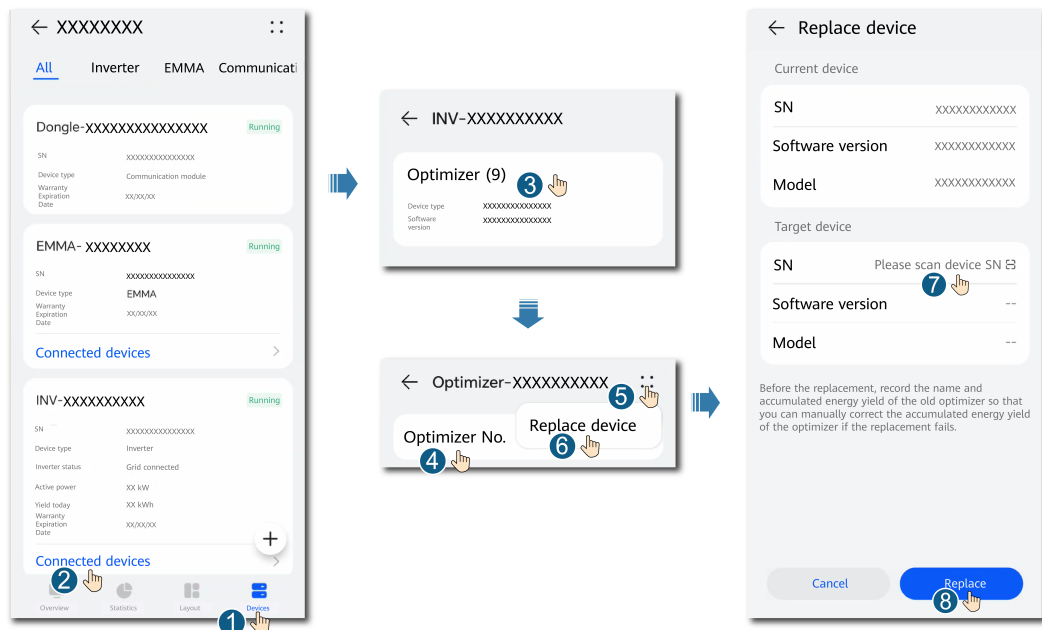 XXXXXXXX
All Inverter EMMA Communicati
Dongle-XXXXXXXXXXXXXXX Running
SN XXXXXXXXXXXXXXX
Device type Communication module
Warranty
Expiration
Date
XX/XX/XX
EMMA- XXXXXXXX Running
SN XXXXXXXXXXXXXXX
Device type EMMA
Warranty
Expiration
Date
XX/XX/XX
Connected devices
INV-XXXXXXXXXX Running
SN XXXXXXXXXXXXXXX
Device type Inverter
Inverter status Grid connected
Active power XX kW
Yield today XX kWh
Warranty
Expiration
Date
XX/XX/XX
Connected devices
2
Overview Statistics Layout Devices
1
INV-XXXXXXXXXX
Optimizer (9)
3
Device type XXXXXXXXXXXXXXX
Software
version
XXXXXXXXXXXXXXX
Optimizer-XXXXXXXXXX
5
Optimizer No.
4
Replace device
6
Replace device
Current device
SN XXXXXXXXXXXX
Software version XXXXXXXXXXXX
Model XXXXXXXXXXXX
Target device
SN Please scan device SN
7
Software version --
Model --
Before the replacement, record the name and
accumulated energy yield of the old optimizer so that
you can manually correct the accumulated energy yield
of the optimizer if the replacement fails.
Cancel Replace
8